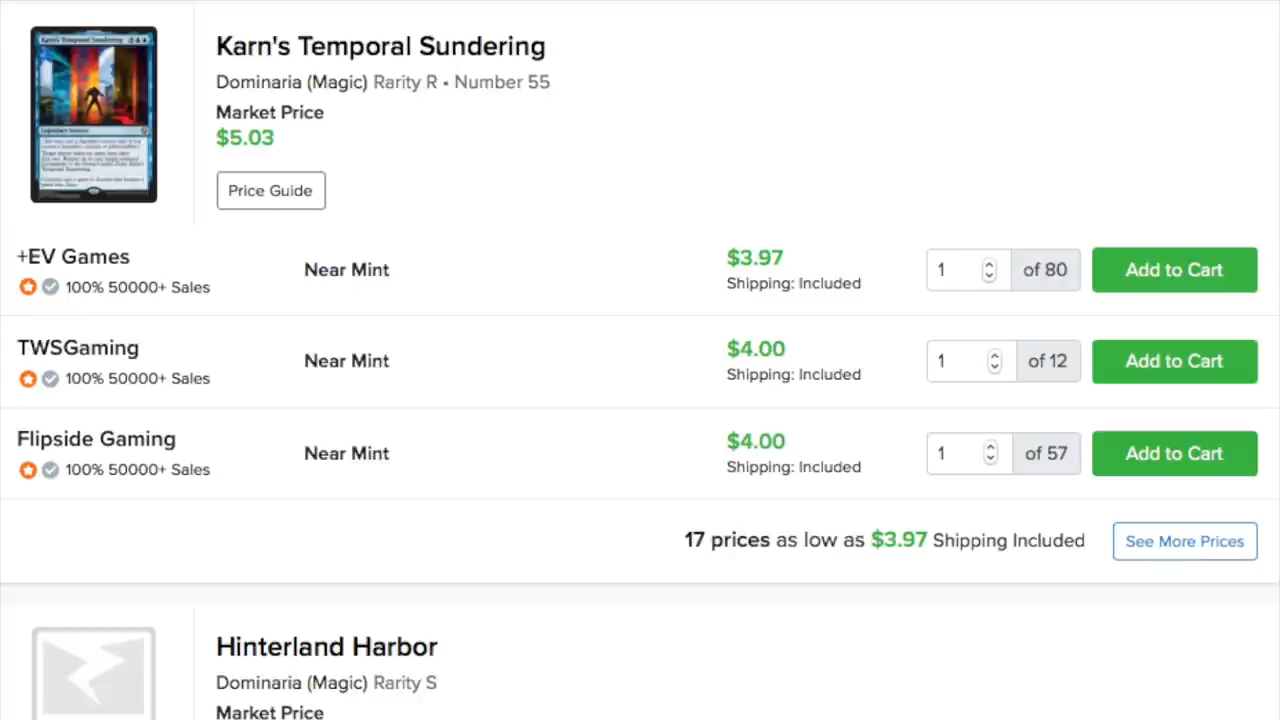 Karn's Temporal Sundering
Karn's Temporal Sundering
Dominaria (Magic) Rarity R • Number 55
Market Price
$5.03
Price Guide
+EV Games
100% 50000+ Sales
Near Mint
$3.97
Shipping: Included
1 of 80
Add to Cart
TWSGaming
100% 50000+ Sales
Near Mint
$4.00
Shipping: Included
1 of 12
Add to Cart
Flipside Gaming
100% 50000+ Sales
Near Mint
$4.00
Shipping: Included
1 of 57
Add to Cart
17 prices as low as $3.97 Shipping Included
See More Prices
Hinterland Harbor
Dominaria (Magic) Rarity S
Market Price